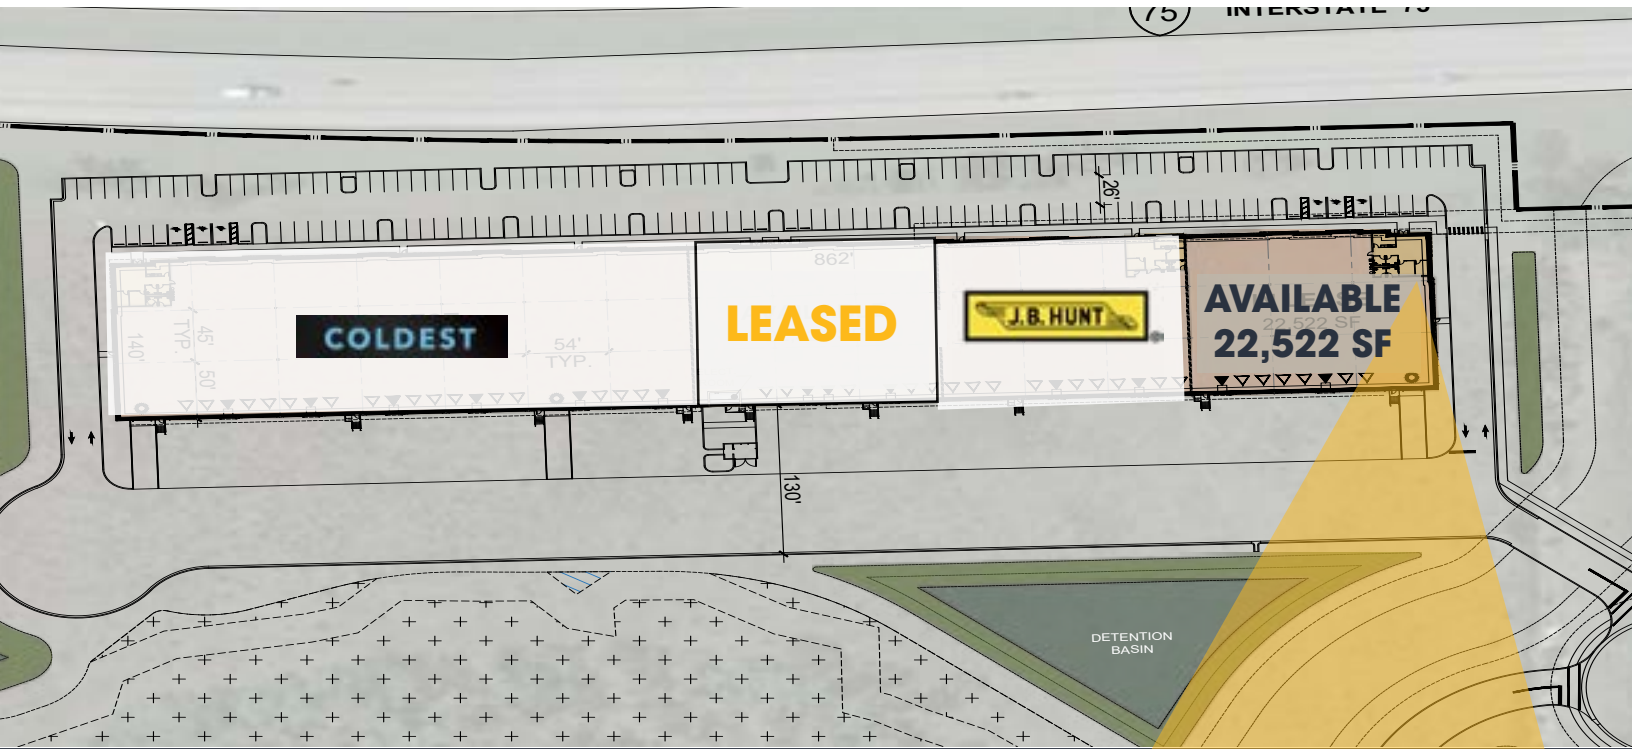 75
INTERSTATE 75
26'
862'
COLDEST
LEASED
J.B. HUNT
AVAILABLE
22,522 SF
22,522 SF
140'
45'
TYP.
50'
54'
TYP.
130'
DETENTION
BASIN